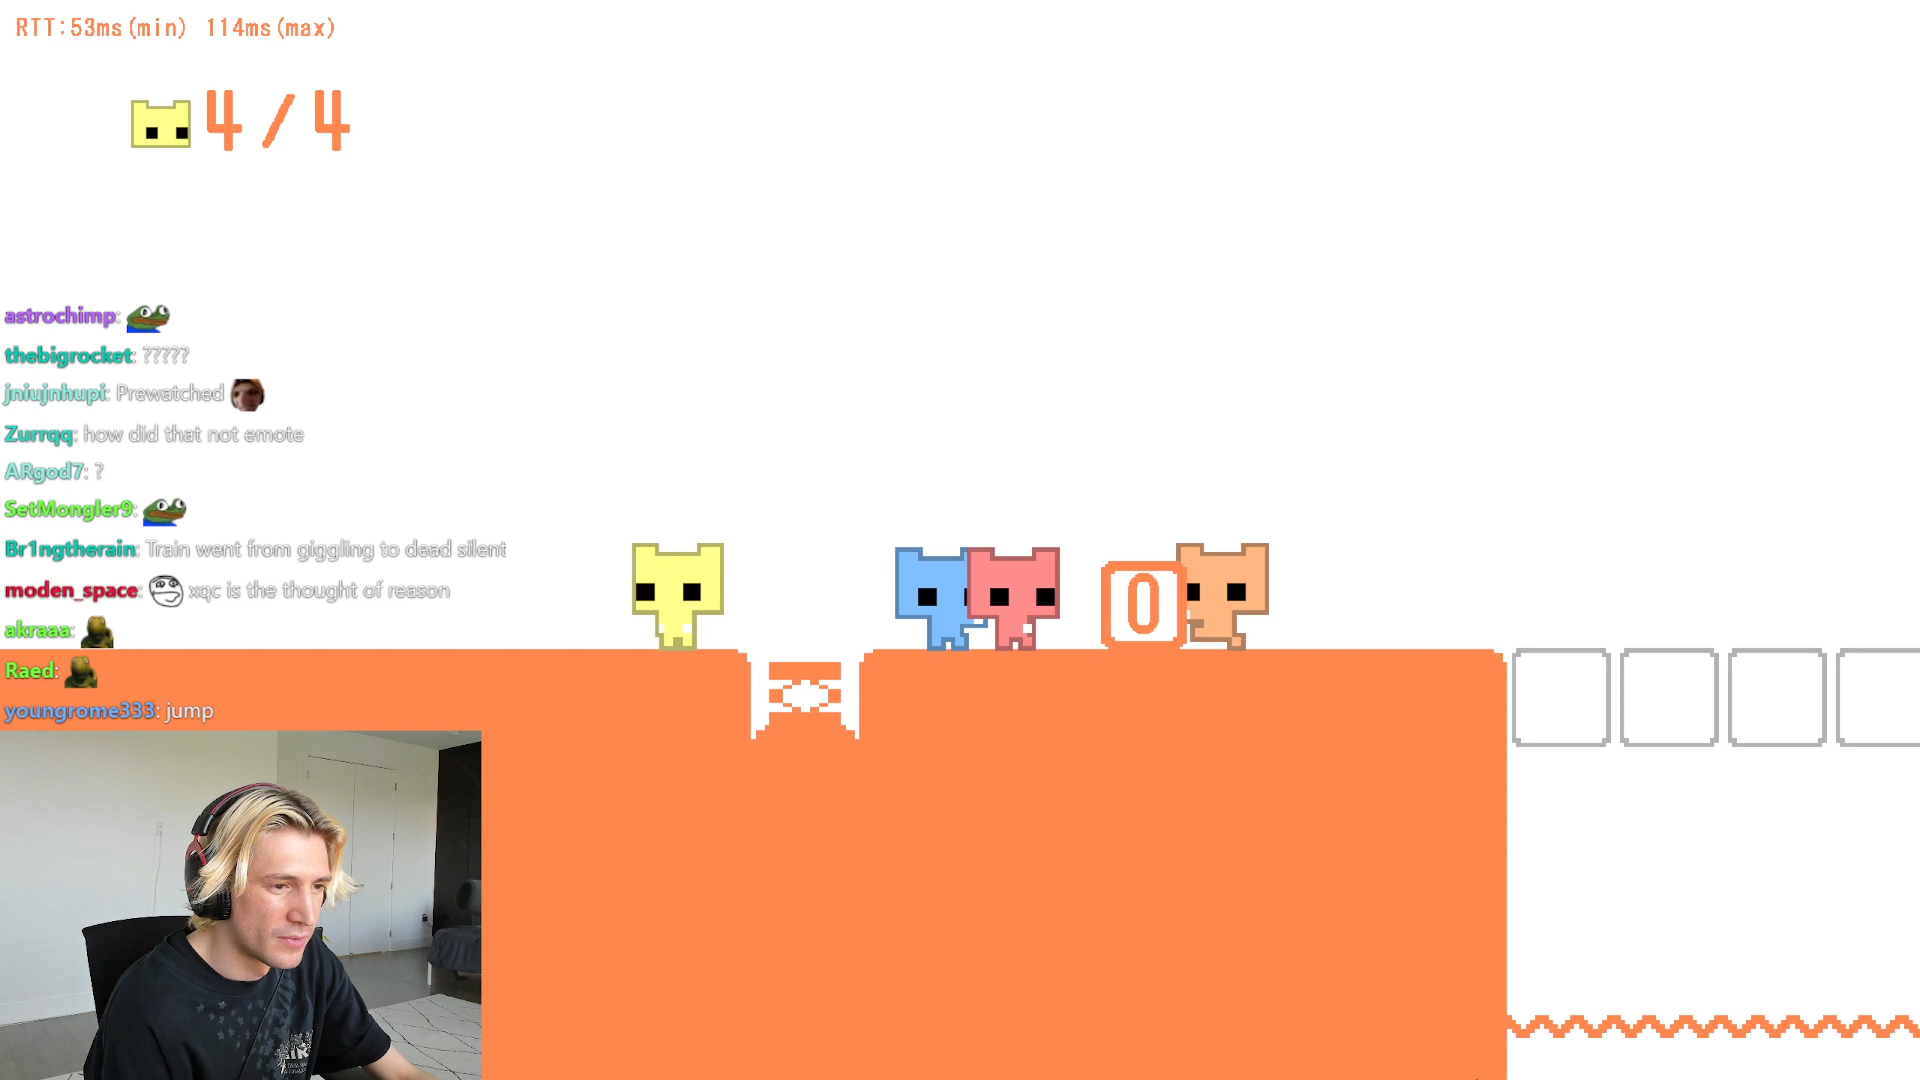 RTT:53ms(min) 114ms(max)
4/4
astrochimp:
thebigrocket: ?????
jniujnhupi: Prewatched
Zurrqq: how did that not emote
ARgod7: ?
SetMongler9:
Br1ngtherain: Train went from giggling to dead silent
moden_space: xqc is the thought of reason
akraaa:
Raed:
youngrome333: jump
0